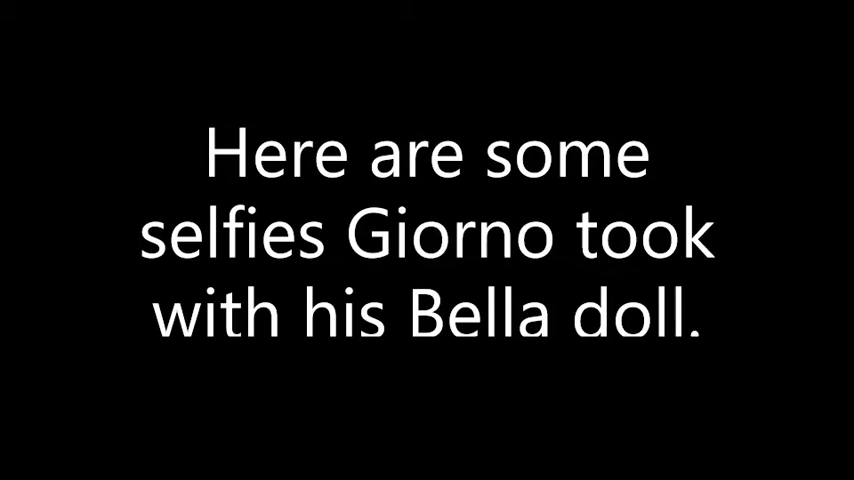 Here are some
selfies Giorno took
with his Bella doll.